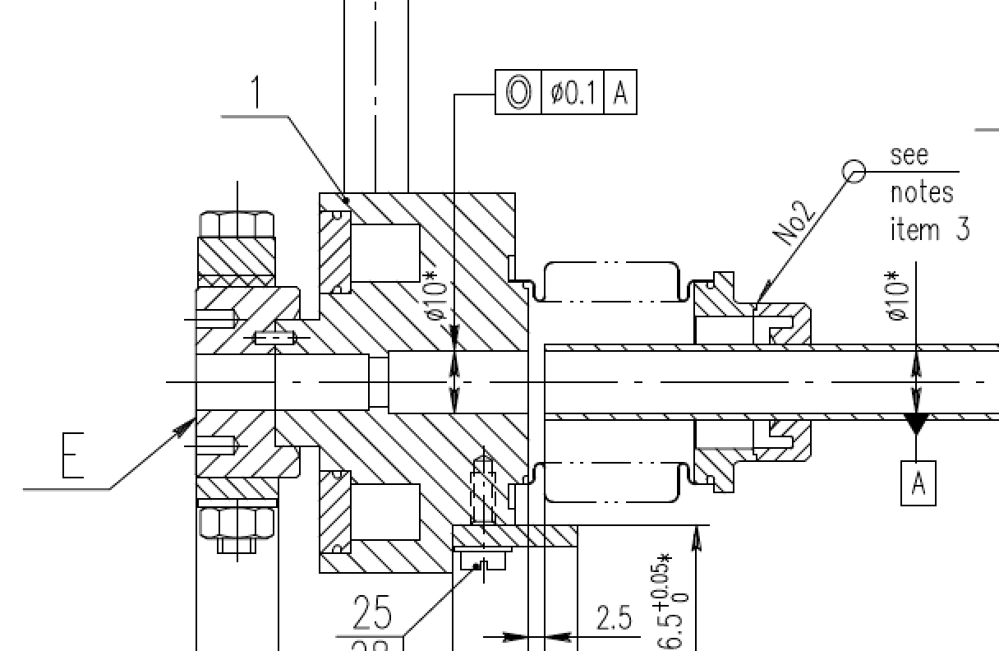 1
ø0.1 A
see
notes
item 3
No2
ø10*
ø10*
E
A
25
2.5
6.5 +0.05* 0